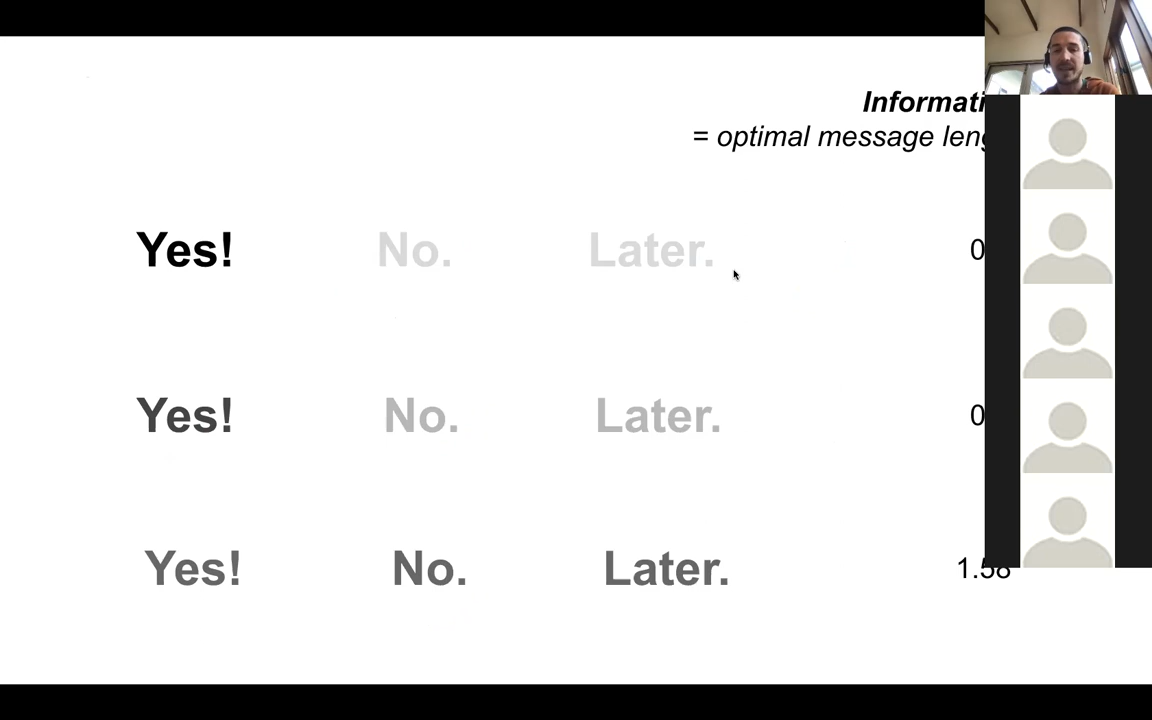 Informati
= optimal message leng
Yes! No. Later. 0
Yes! No. Later. 0
Yes! No. Later. 1.58